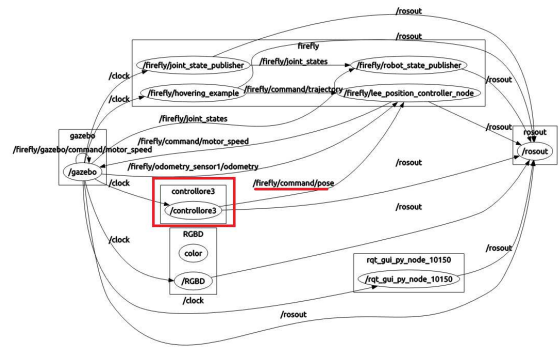 /rosout
firefly
/rosout
/firefly/joint_state_publisher
/firefly/joint_states
/firefly/robot_state_publisher
/clock
/rosout
/clock
/firefly/hovering_example
/firefly/command/trajectory
/firefly/lee_position_controller_node
/firefly/joint_states
gazebo
/firefly/command/motor_speed
/rosout
rosout
/firefly/gazebo/command/motor_speed
/rosout
/gazebo
/firefly/odometry_sensor1/odometry
/rosout
/clock
controllore3
/firefly/command/pose
/controllore3
/rosout
RGBD
/clock
color
/rosout
rqt_gui_py_node_10150
/RGBD
/rqt_gui_py_node_10150
/clock
/rosout